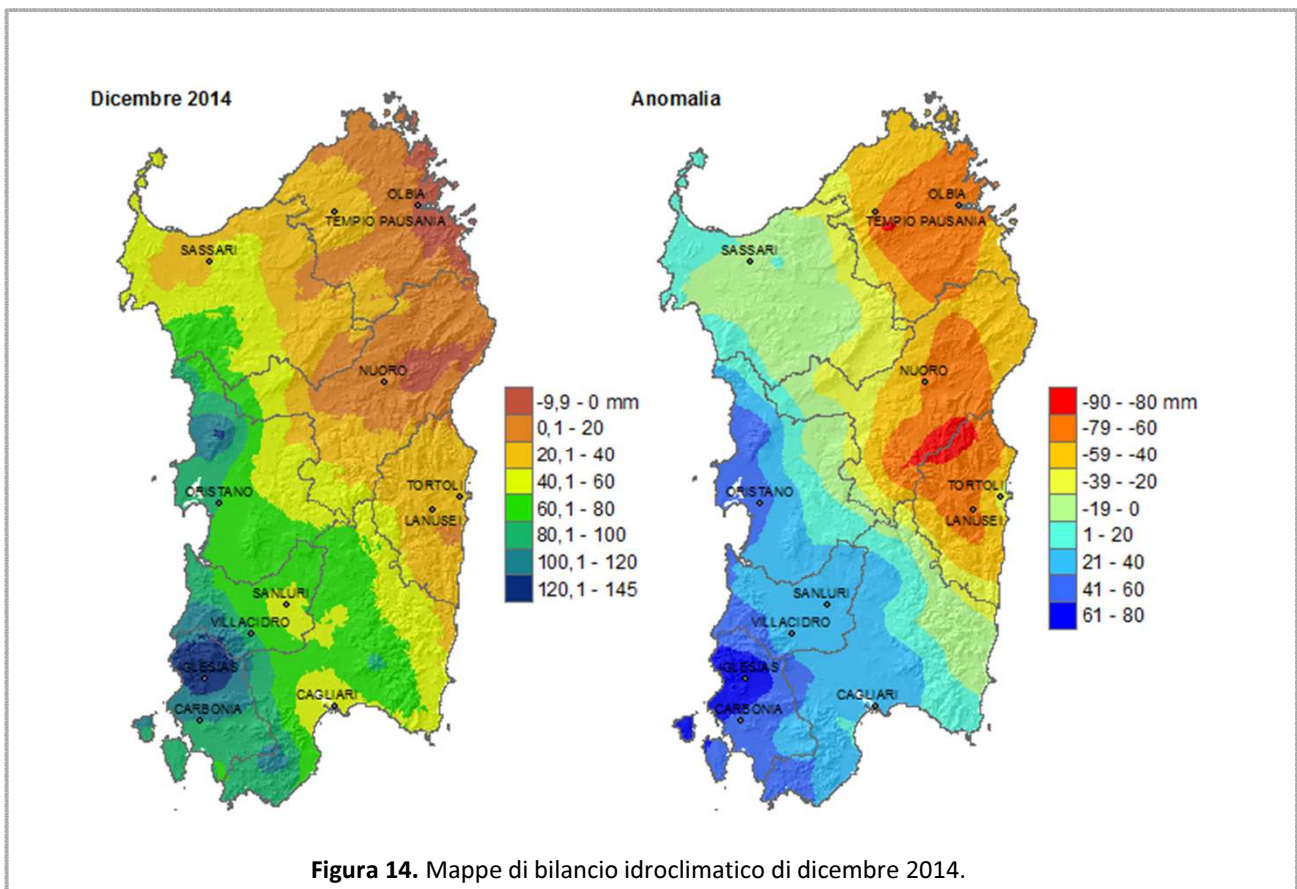 Dicembre 2014
OLBIA
TEMPIO PAUSANIA
SASSARI
NUORO
ORISTANO
TORTOLI
LANUSEI
SANLURI
VILLACIDRO
IGLESIAS
CAGLIARI
CARBONIA
-9,9 - 0 mm
0,1 - 20
20,1 - 40
40,1 - 60
60,1 - 80
80,1 - 100
100,1 - 120
120,1 - 145
Anomalia
OLBIA
TEMPIO PAUSANIA
SASSARI
NUORO
ORISTANO
TORTOLI
LANUSEI
SANLURI
VILLACIDRO
IGLESIAS
CAGLIARI
CARBONIA
-90 - -80 mm
-79 - -60
-59 - -40
-39 - -20
-19 - 0
1 - 20
21 - 40
41 - 60
61 - 80
Figura 14. Mappe di bilancio idroclimatico di dicembre 2014.